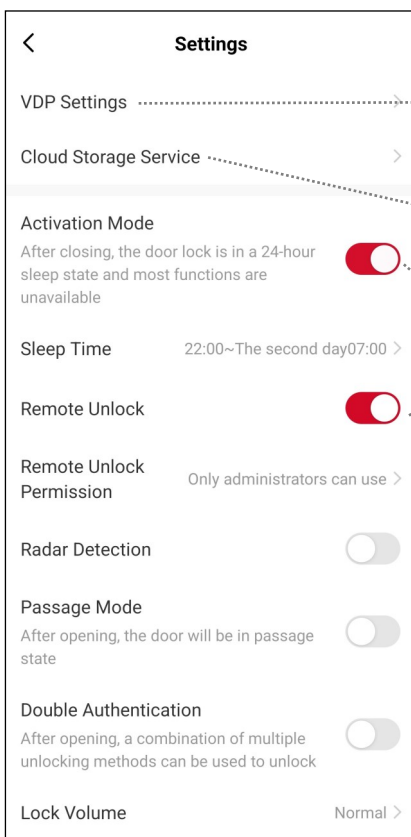 Settings
VDP Settings
Cloud Storage Service
Activation Mode
After closing, the door lock is in a 24-hour
sleep state and most functions are
unavailable
Sleep Time 22:00~The second day07:00
Remote Unlock
Remote Unlock
Permission
Only administrators can use
Radar Detection
Passage Mode
After opening, the door will be in passage
state
Double Authentication
After opening, a combination of multiple
unlocking methods can be used to unlock
Lock Volume Normal